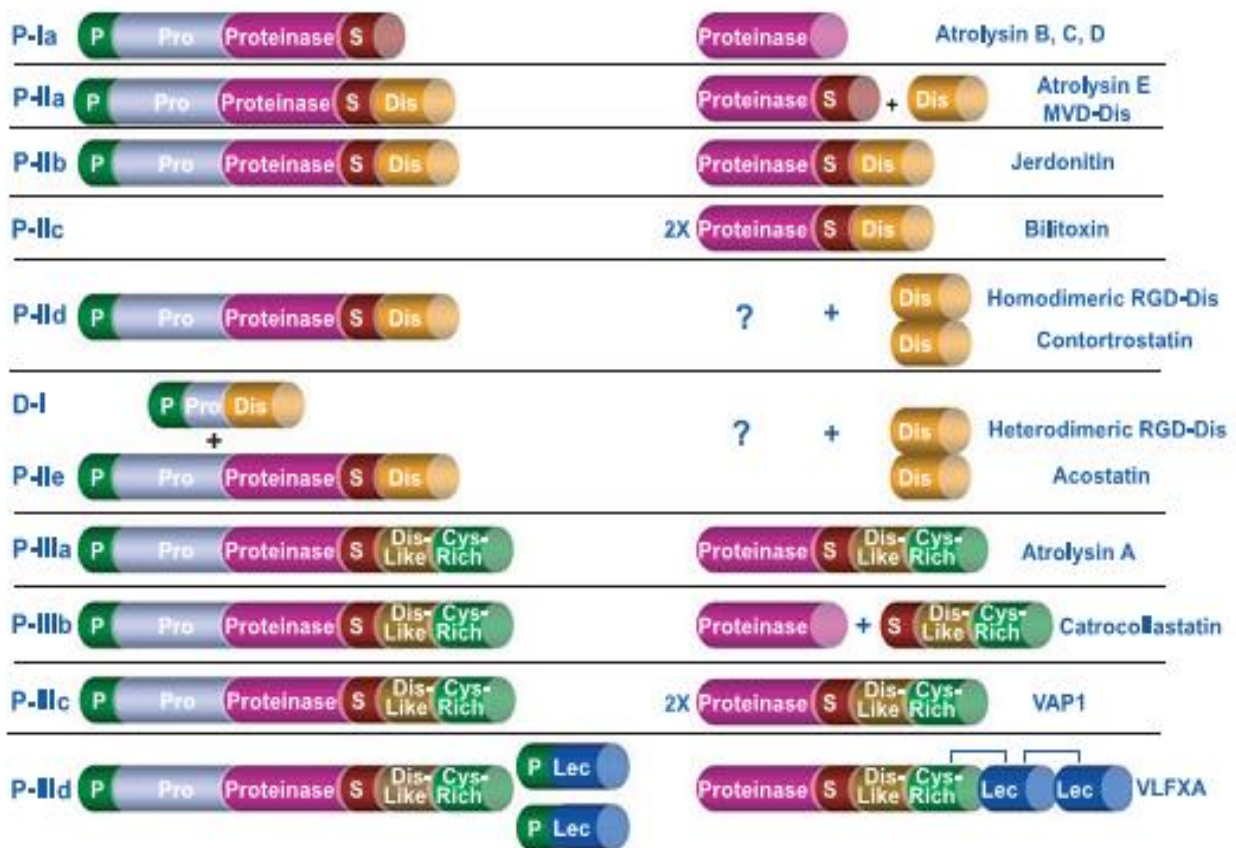 P-Ia P Pro Proteinase S Proteinase Atrolysin B, C, D
P-IIa P Pro Proteinase S Dis Proteinase S + Dis Atrolysin E
MVD-Dis
P-IIb P Pro Proteinase S Dis Proteinase S Dis Jerdonitin
P-IIc 2X Proteinase S Dis Bilitoxin
P-IId P Pro Proteinase S Dis ? + Dis Homodimeric RGD-Dis
Dis Contortrostatin
D-I P Pro Dis
+ ? + Dis Heterodimeric RGD-Dis
P-IIe P Pro Proteinase S Dis Dis Acostatin
P-IIIa P Pro Proteinase S Dis-Like Cys-Rich Proteinase S Dis-Like Cys-Rich Atrolysin A
P-IIIb P Pro Proteinase S Dis-Like Cys-Rich Proteinase + S Dis-Like Cys-Rich Catrocollastatin
P-IIIc P Pro Proteinase S Dis-Like Cys-Rich 2X Proteinase S Dis-Like Cys-Rich VAP1
P-IIId P Pro Proteinase S Dis-Like Cys-Rich P Lec Proteinase S Dis-Like Cys-Rich Lec Lec VLFXA
P Lec